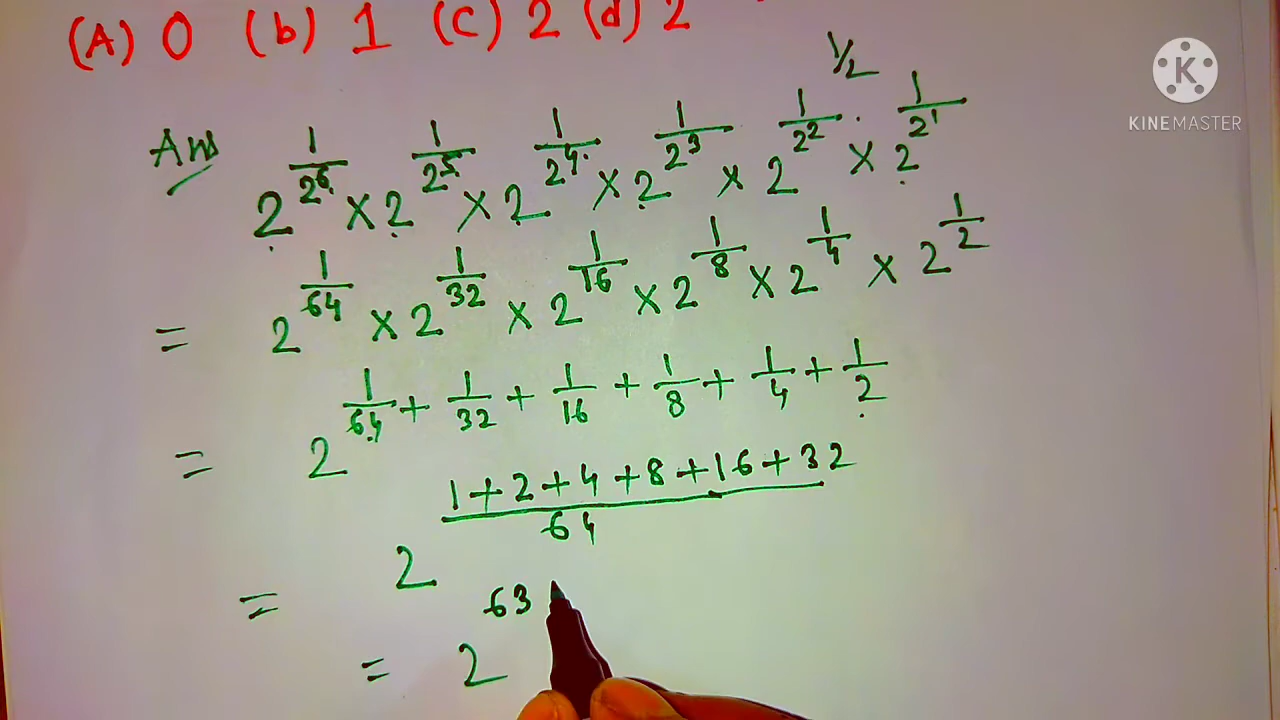 (A) 0 (b) 1 (C) 2 (d) 2^1/2
Ans 2^1/2^6 × 2^1/2^5 × 2^1/2^4 × 2^1/2^3 × 2^1/2^2 × 2^1/2^1
= 2^1/64 × 2^1/32 × 2^1/16 × 2^1/8 × 2^1/4 × 2^1/2
= 2^1/64 + 1/32 + 1/16 + 1/8 + 1/4 + 1/2
= 2^(1+2+4+8+16+32)/64
= 2^63
KINEMASTER